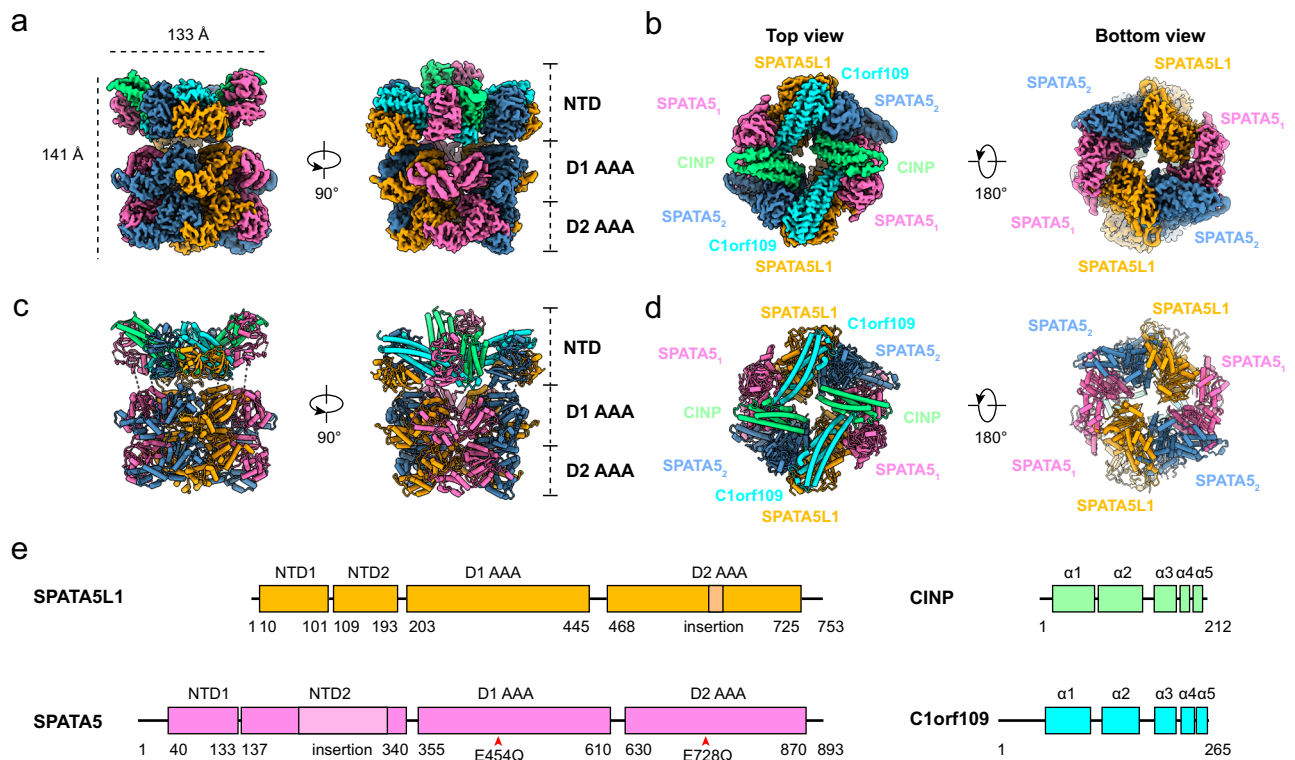 a
133 Å
141 Å
90°
NTD
D1 AAA
D2 AAA
b
Top view
SPATA5L1
C1orf109
SPATA5₁
SPATA5₂
CINP
CINP
SPATA5₂
SPATA5₁
C1orf109
SPATA5L1
180°
Bottom view
SPATA5L1
SPATA5₂
SPATA5₁
SPATA5₁
SPATA5₂
SPATA5L1
c
90°
NTD
D1 AAA
D2 AAA
d
SPATA5L1
C1orf109
SPATA5₁
SPATA5₂
CINP
CINP
SPATA5₂
SPATA5₁
C1orf109
SPATA5L1
180°
SPATA5L1
SPATA5₂
SPATA5₁
SPATA5₁
SPATA5₂
SPATA5L1
e
NTD1 NTD2 D1 AAA D2 AAA
SPATA5L1
1 10 101 109 193 203 445 468 insertion 725 753
α1 α2 α3 α4 α5
CINP
1 212
NTD1 NTD2 D1 AAA D2 AAA
SPATA5
1 40 133 137 insertion 340 355 610 630 870 893
E454Q E728Q
α1 α2 α3 α4 α5
C1orf109
1 265